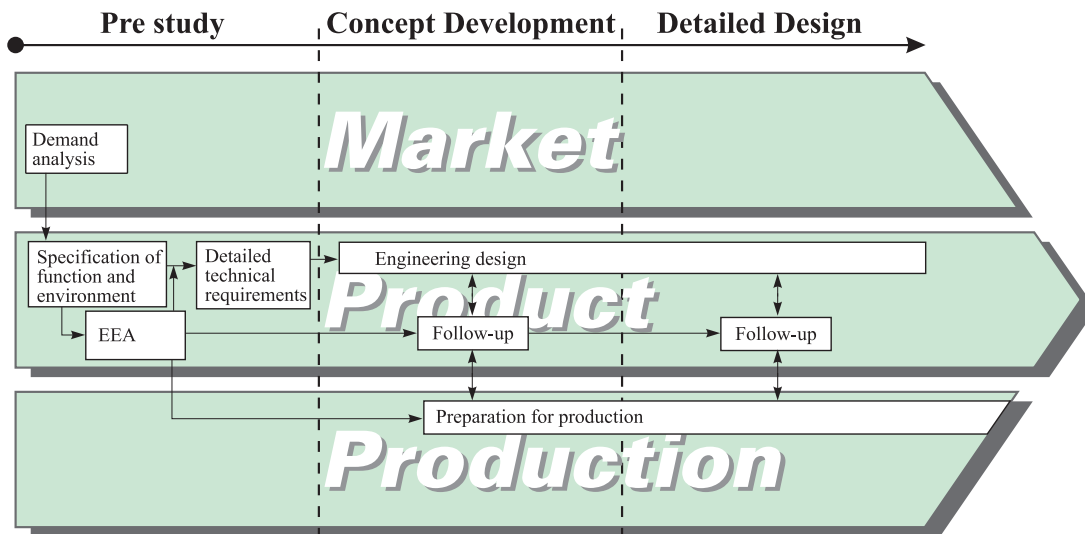 Pre study
Concept Development
Detailed Design
Market
Demand
analysis
Product
Specification of
function and
environment
Detailed
technical
requirements
Engineering design
EEA
Follow-up
Follow-up
Production
Preparation for production